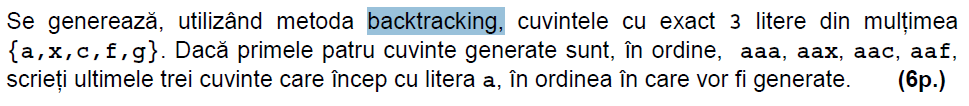 Se generează, utilizând metoda backtracking, cuvintele cu exact 3 litere din mulțimea
{a,x,c,f,g}. Dacă primele patru cuvinte generate sunt, în ordine, aaa, aax, aac, aaf,
scrieți ultimele trei cuvinte care încep cu litera a, în ordinea în care vor fi generate. (6p.)